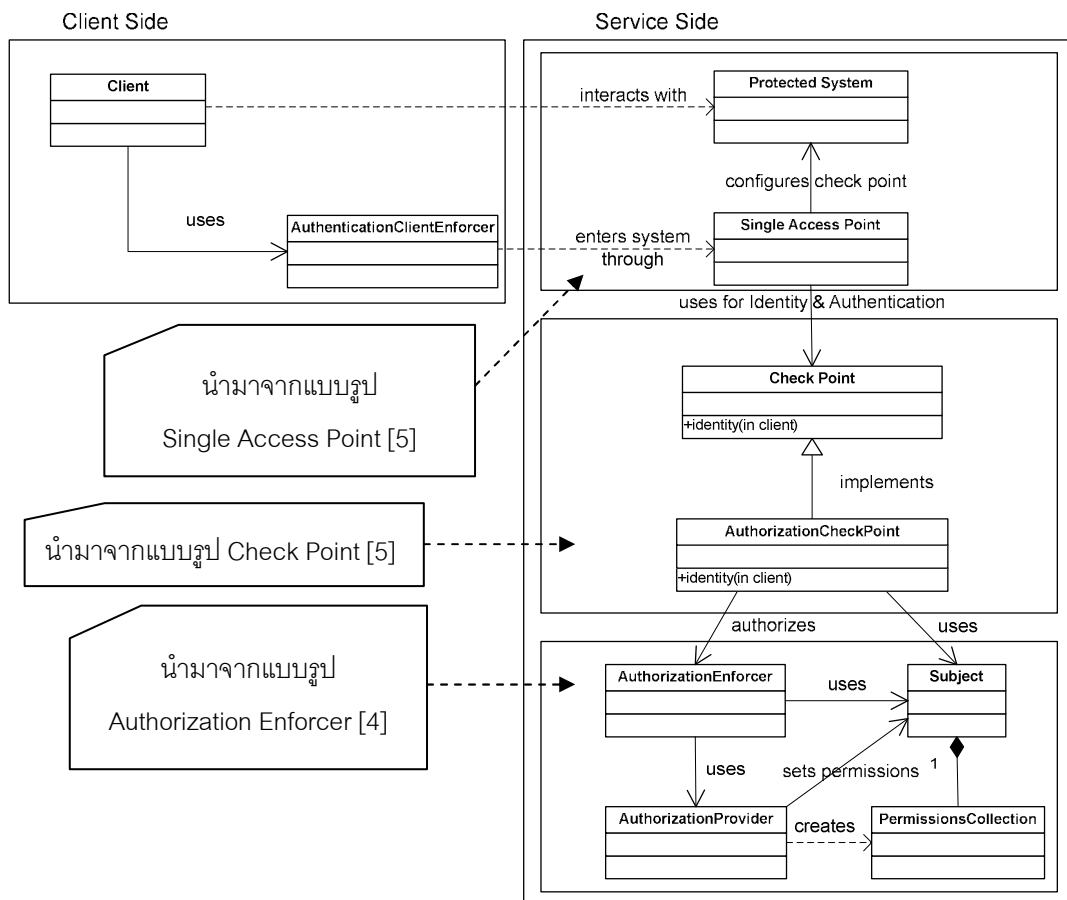 Client Side
Service Side
Client
interacts with
Protected System
configures check point
uses
AuthenticationClientEnforcer
enters system
through
Single Access Point
uses for Identity & Authentication
นำมาจากแบบรูป
Single Access Point [5]
Check Point
+identity(in client)
implements
นำมาจากแบบรูป Check Point [5]
AuthorizationCheckPoint
+identity(in client)
authorizes
uses
นำมาจากแบบรูป
Authorization Enforcer [4]
AuthorizationEnforcer
uses
Subject
uses
sets permissions
1
AuthorizationProvider
creates
PermissionsCollection